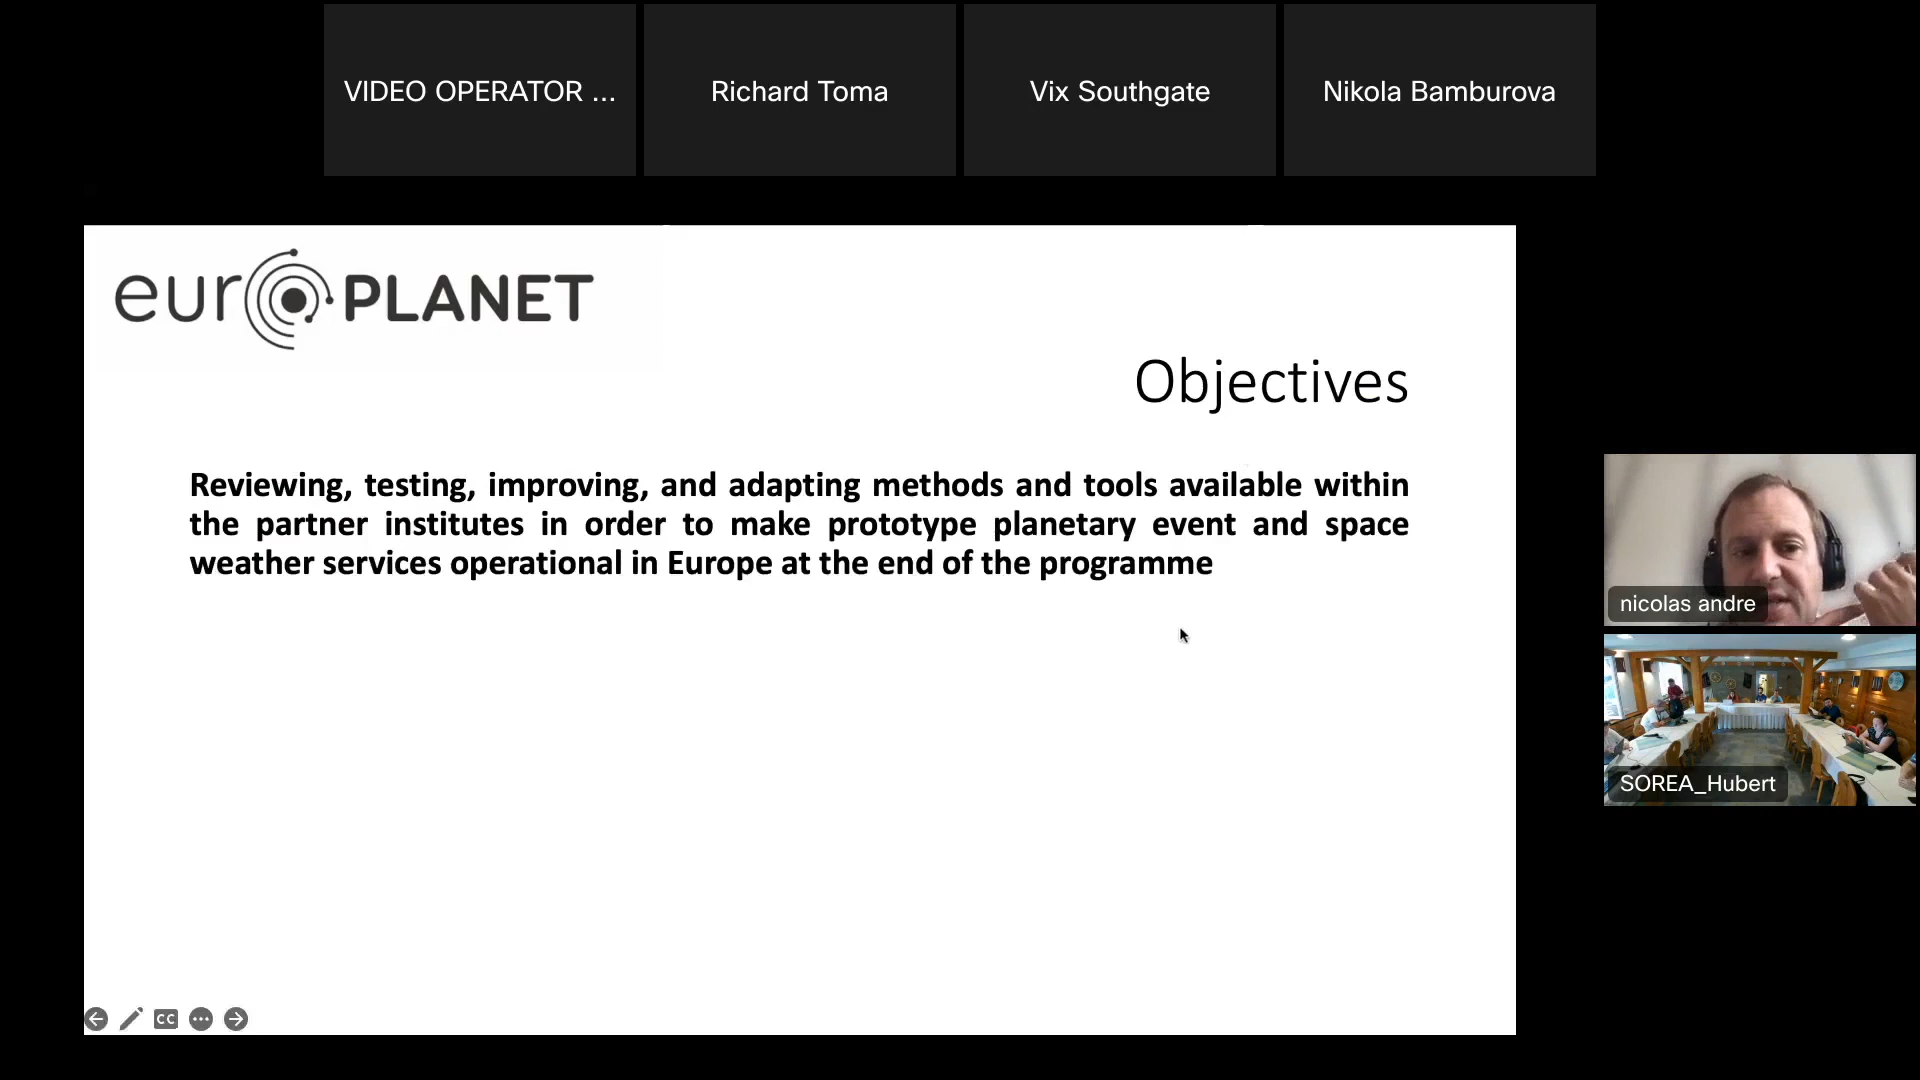 VIDEO OPERATOR ...
Richard Toma
Vix Southgate
Nikola Bamburova
euroPLANET
Objectives
Reviewing, testing, improving, and adapting methods and tools available within
the partner institutes in order to make prototype planetary event and space
weather services operational in Europe at the end of the programme
nicolas andre
SOREA_Hubert
CC